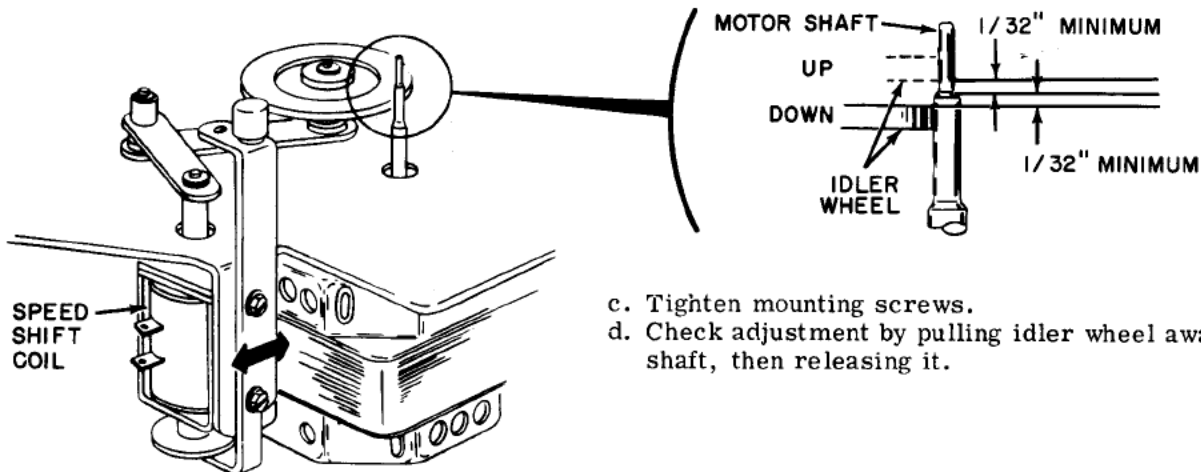 MOTOR SHAFT
1/32" MINIMUM
UP
DOWN
1/32" MINIMUM
IDLER
WHEEL
SPEED
SHIFT
COIL
c. Tighten mounting screws.
d. Check adjustment by pulling idler wheel awa
shaft, then releasing it.